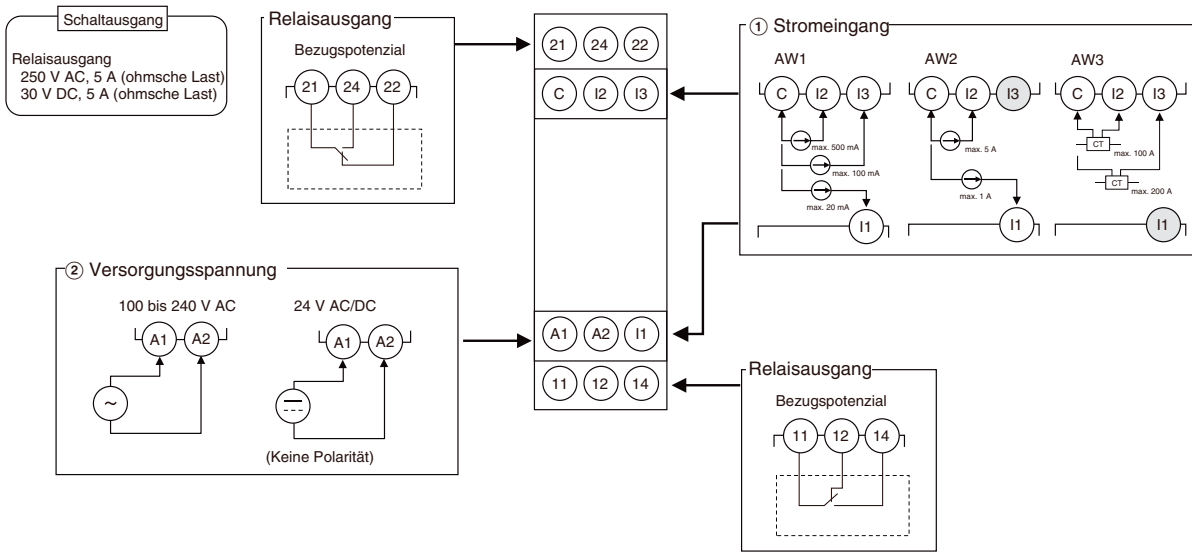 Schaltausgang
Relaisausgang
250 V AC, 5 A (ohmsche Last)
30 V DC, 5 A (ohmsche Last)
Relaisausgang
Bezugspotenzial
21 24 22
21 24 22
C I2 I3
① Stromeingang
AW1 AW2 AW3
C I2 I3 C I2 I3 C I2 I3
max. 500 mA
max. 100 mA
max. 20 mA
I1
max. 5 A
max. 1 A
I1
CT
max. 100 A
CT
max. 200 A
I1
② Versorgungsspannung
100 bis 240 V AC 24 V AC/DC
A1 A2 A1 A2
~
(Keine Polarität)
A1 A2 I1
11 12 14
Relaisausgang
Bezugspotenzial
11 12 14